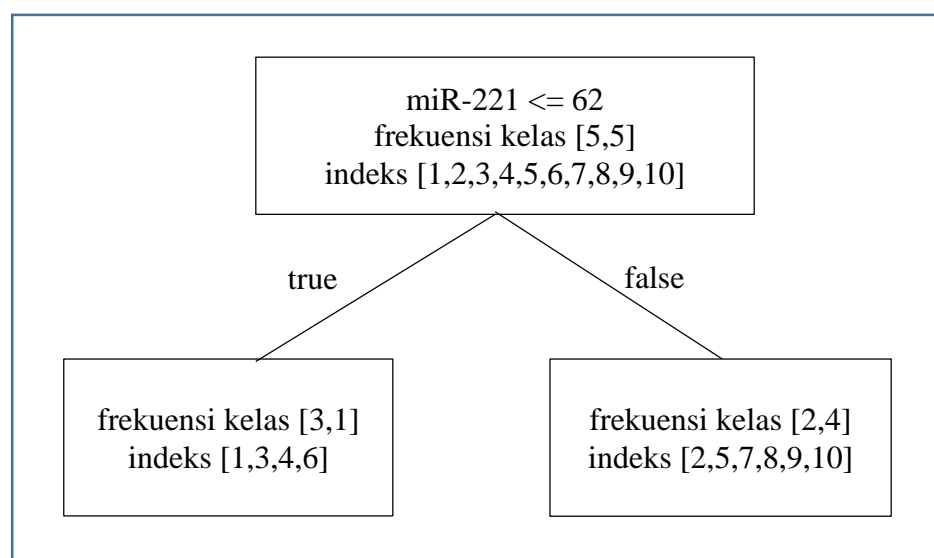 miR-221 <= 62
frekuensi kelas [5,5]
indeks [1,2,3,4,5,6,7,8,9,10]
true
false
frekuensi kelas [3,1]
indeks [1,3,4,6]
frekuensi kelas [2,4]
indeks [2,5,7,8,9,10]